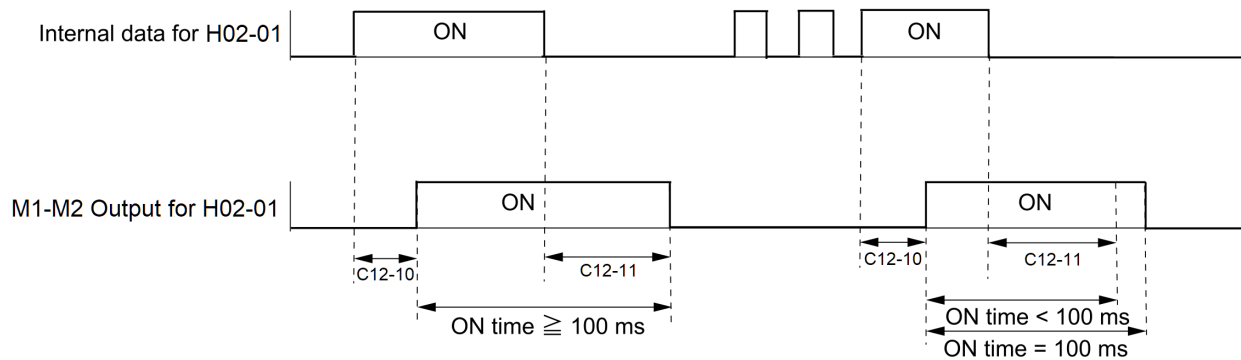 Internal data for H02-01
ON
ON
M1-M2 Output for H02-01
ON
ON
C12-10
C12-11
C12-10
C12-11
ON time ≧ 100 ms
ON time < 100 ms
ON time = 100 ms